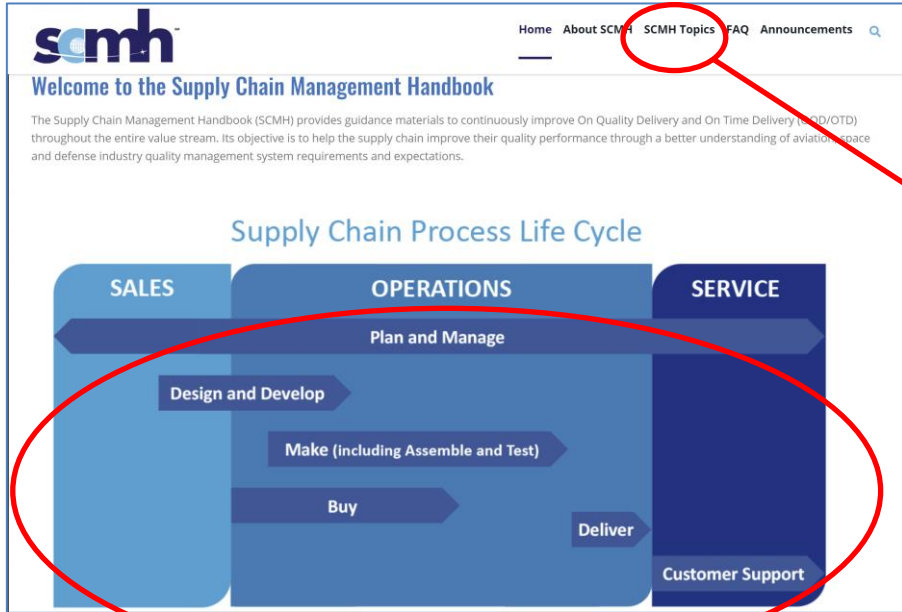 scmh
Home About SCMH SCMH Topics FAQ Announcements
Welcome to the Supply Chain Management Handbook
The Supply Chain Management Handbook (SCMH) provides guidance materials to continuously improve On Quality Delivery and On Time Delivery (OQD/OTD)
throughout the entire value stream. Its objective is to help the supply chain improve their quality performance through a better understanding of aviation, space
and defense industry quality management system requirements and expectations.
Supply Chain Process Life Cycle
SALES OPERATIONS SERVICE
Plan and Manage
Design and Develop
Make (including Assemble and Test)
Buy
Deliver
Customer Support